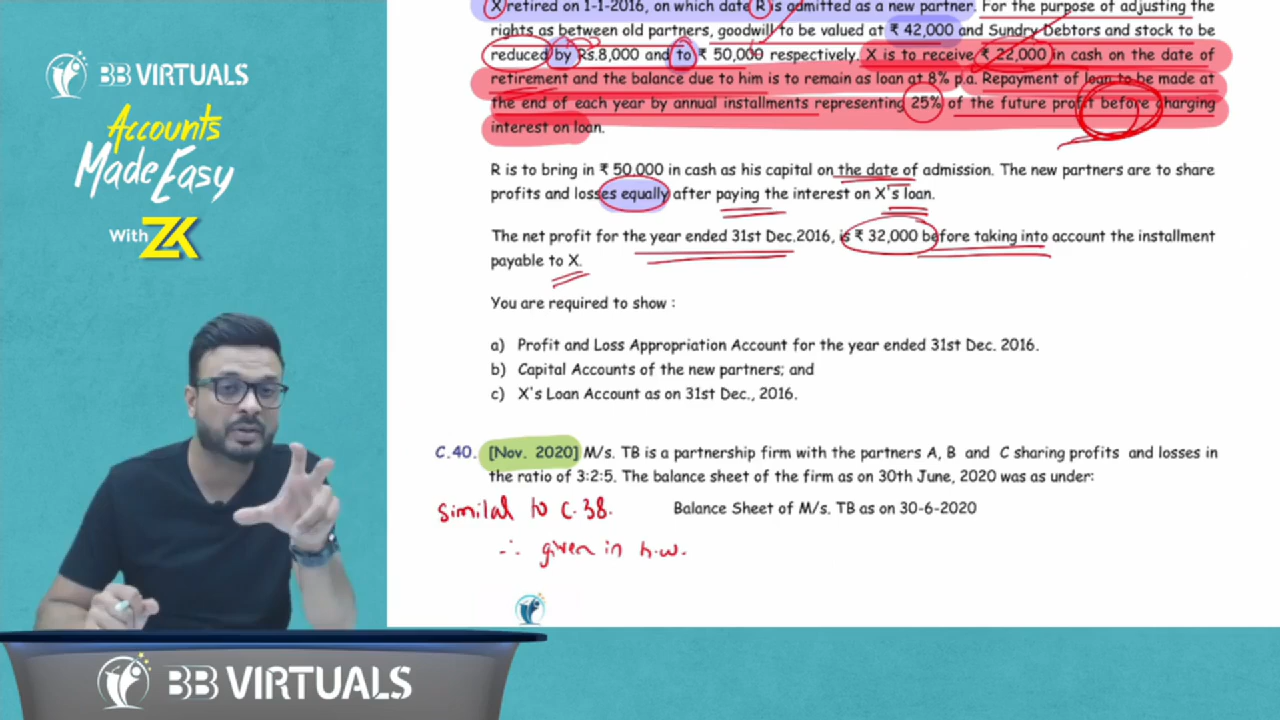 BB VIRTUALS
Accounts
Made Easy
With ZK
X retired on 1-1-2016, on which date R is admitted as a new partner. For the purpose of adjusting the
rights as between old partners, goodwill to be valued at ₹ 42,000 and Sundry Debtors and stock to be
reduced by Rs.8,000 and to ₹ 50,000 respectively. X is to receive ₹ 22,000 in cash on the date of
retirement and the balance due to him is to remain as loan at 8% p.a. Repayment of loan to be made at
the end of each year by annual installments representing 25% of the future profit before charging
interest on loan.
R is to bring in ₹ 50,000 in cash as his capital on the date of admission. The new partners are to share
profits and losses equally after paying the interest on X's loan.
The net profit for the year ended 31st Dec.2016, is ₹ 32,000 before taking into account the installment
payable to X.
You are required to show :
a) Profit and Loss Appropriation Account for the year ended 31st Dec. 2016.
b) Capital Accounts of the new partners; and
c) X's Loan Account as on 31st Dec., 2016.
C.40. [Nov. 2020] M/s. TB is a partnership firm with the partners A, B and C sharing profits and losses in
the ratio of 3:2:5. The balance sheet of the firm as on 30th June, 2020 was as under:
similar to C.38.
Balance Sheet of M/s. TB as on 30-6-2020
∴ given in h.w.
BB VIRTUALS